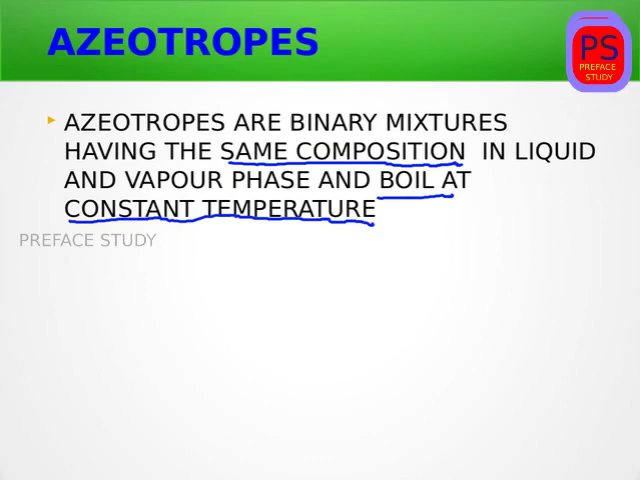 AZEOTROPES
PS
PREFACE
STUDY
AZEOTROPES ARE BINARY MIXTURES
HAVING THE SAME COMPOSITION IN LIQUID
AND VAPOUR PHASE AND BOIL AT
CONSTANT TEMPERATURE
PREFACE STUDY